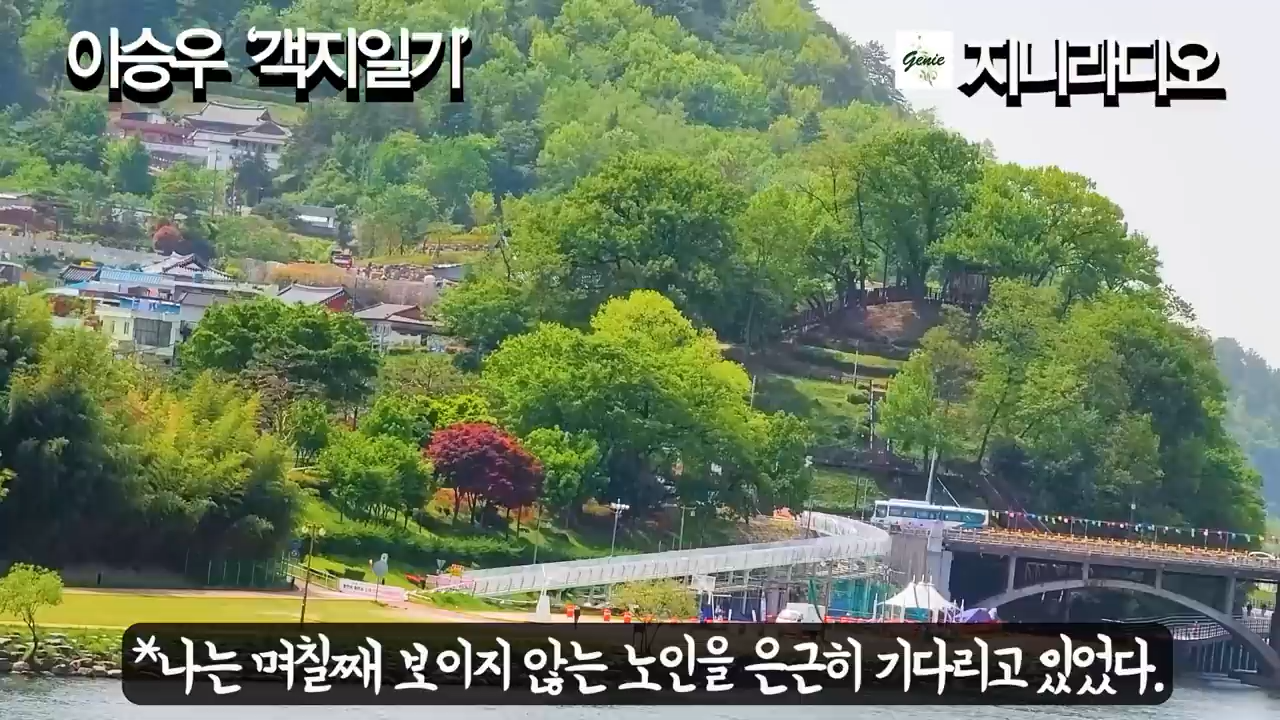 이승우 '객지일기'
Genie
지니라디오
*나는 며칠째 보이지 않는 노인을 은근히 기다리고 있었다.